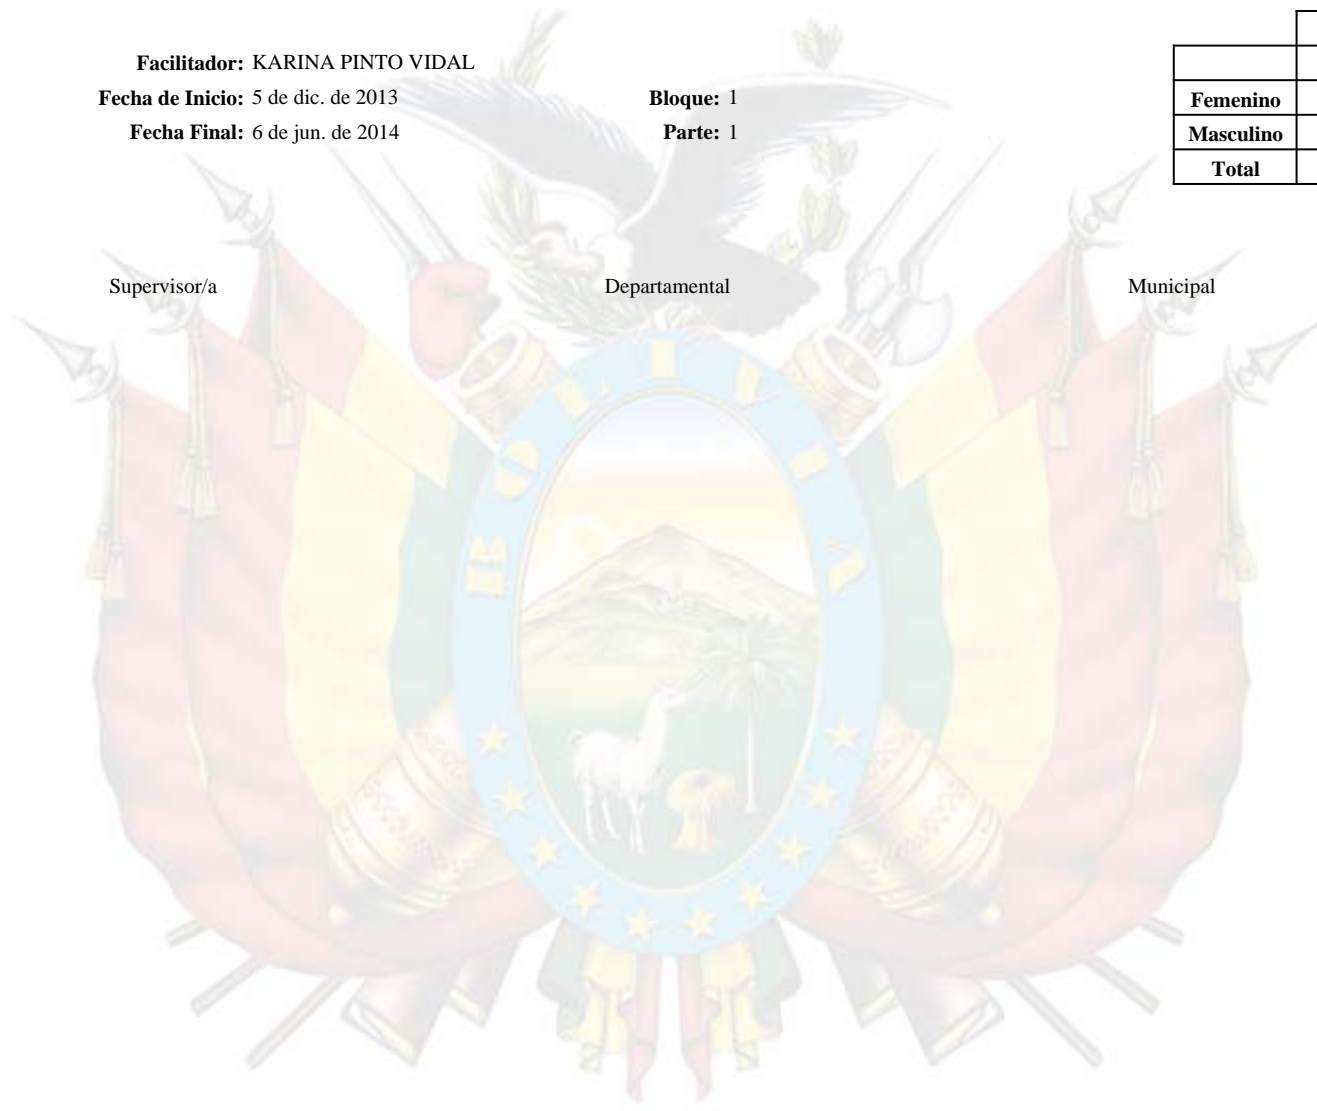 Facilitador: KARINA PINTO VIDAL
Fecha de Inicio: 5 de dic. de 2013 Bloque: 1
Fecha Final: 6 de jun. de 2014 Parte: 1
Femenino
Masculino
Total
Supervisor/a Departamental Municipal
BOLIVIA